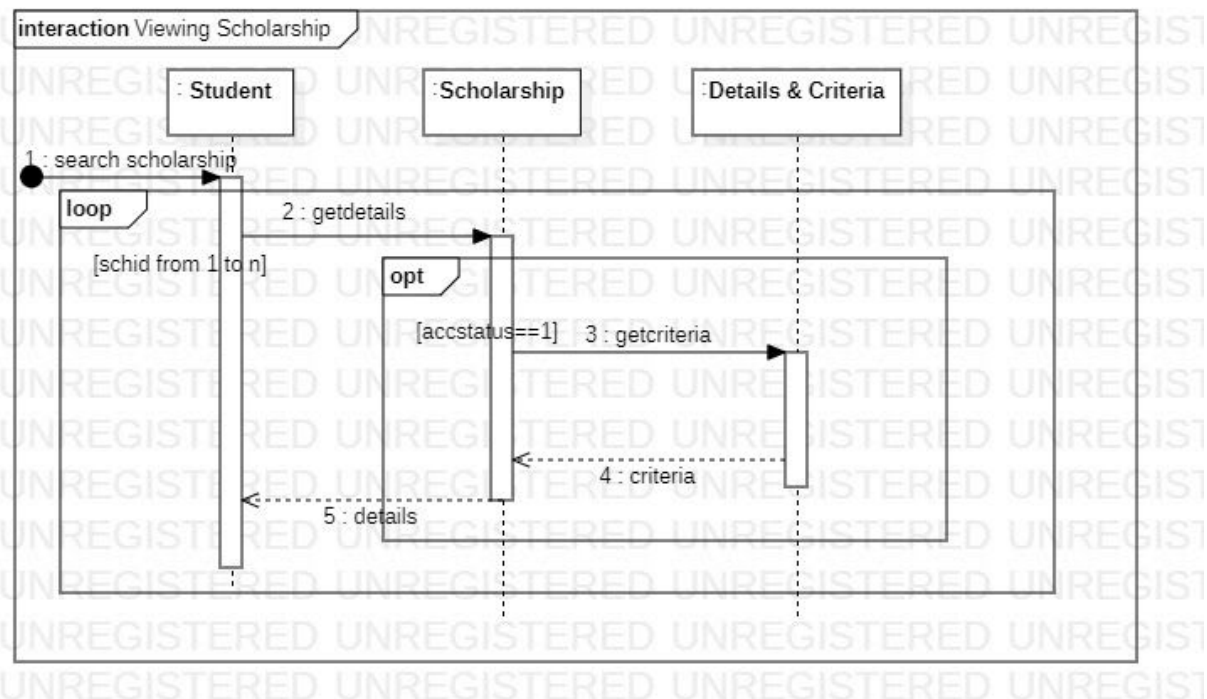 interaction Viewing Scholarship
: Student
:Scholarship
:Details & Criteria
1 : search scholarship
loop
2 : getdetails
[schid from 1 to n]
opt
[accstatus==1]
3 : getcriteria
4 : criteria
5 : details
UNREGISTERED UNREGISTERED UNREGISTERED